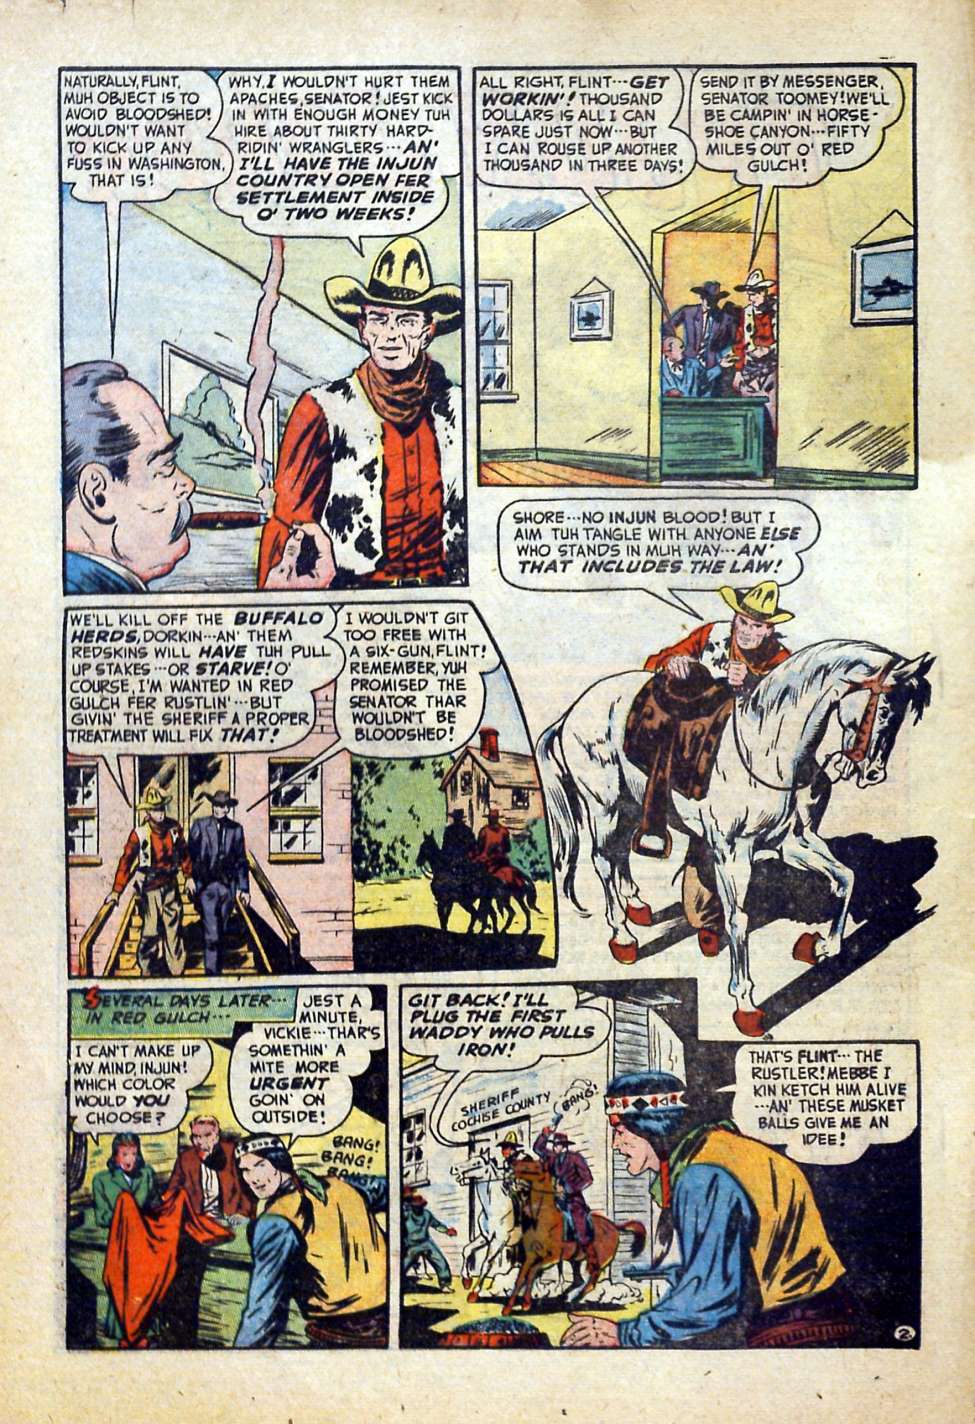 NATURALLY, FLINT,
MUH OBJECT IS TO
AVOID BLOODSHED!
WOULDN'T WANT
TO KICK UP ANY
FUSS IN WASHINGTON,
THAT IS!
WHY, I WOULDN'T HURT THEM
APACHES, SENATOR! JEST KICK
IN WITH ENOUGH MONEY TUH
HIRE ABOUT THIRTY HARD-
RIDIN' WRANGLERS---AN'
I'LL HAVE THE INJUN
COUNTRY OPEN FER
SETTLEMENT INSIDE
O' TWO WEEKS!
ALL RIGHT, FLINT---GET
WORKIN'! THOUSAND
DOLLARS IS ALL I CAN
SPARE JUST NOW---BUT
I CAN ROUSE UP ANOTHER
THOUSAND IN THREE DAYS!
SEND IT BY MESSENGER,
SENATOR TOOMEY! WE'LL
BE CAMPIN' IN HORSE-
SHOE CANYON---FIFTY
MILES OUT O' RED
GULCH!
WE'LL KILL OFF THE BUFFALO
HERDS, DORKIN---AN' THEM
REDSKINS WILL HAVE TUH PULL
UP STAKES---OR STARVE! O'
COURSE, I'M WANTED IN RED
GULCH FER RUSTLIN'---BUT
GIVIN' THE SHERIFF A PROPER
TREATMENT WILL FIX THAT!
I WOULDN'T GIT
TOO FREE WITH
A SIX-GUN, FLINT!
REMEMBER, YUH
PROMISED THE
SENATOR THAR
WOULDN'T BE
BLOODSHED!
SHORE---NO INJUN BLOOD! BUT I
AIM TUH TANGLE WITH ANYONE ELSE
WHO STANDS IN MUH WAY---AN'
THAT INCLUDES THE LAW!
SEVERAL DAYS LATER---
IN RED GULCH---
I CAN'T MAKE UP
MY MIND, INJUN!
WHICH COLOR
WOULD YOU
CHOOSE?
JEST A
MINUTE,
VICKIE---THAR'S
SOMETHIN' A
MITE MORE
URGENT
GOIN' ON
OUTSIDE!
BANG!
BANG!
BANG!
GIT BACK! I'LL
PLUG THE FIRST
WADDY WHO PULLS
IRON!
SHERIFF
COCHISE COUNTY
BANG!
THAT'S FLINT---THE
RUSTLER! MEBBE I
KIN KETCH HIM ALIVE
---AN' THESE MUSKET
BALLS GIVE ME AN
IDEE!
2